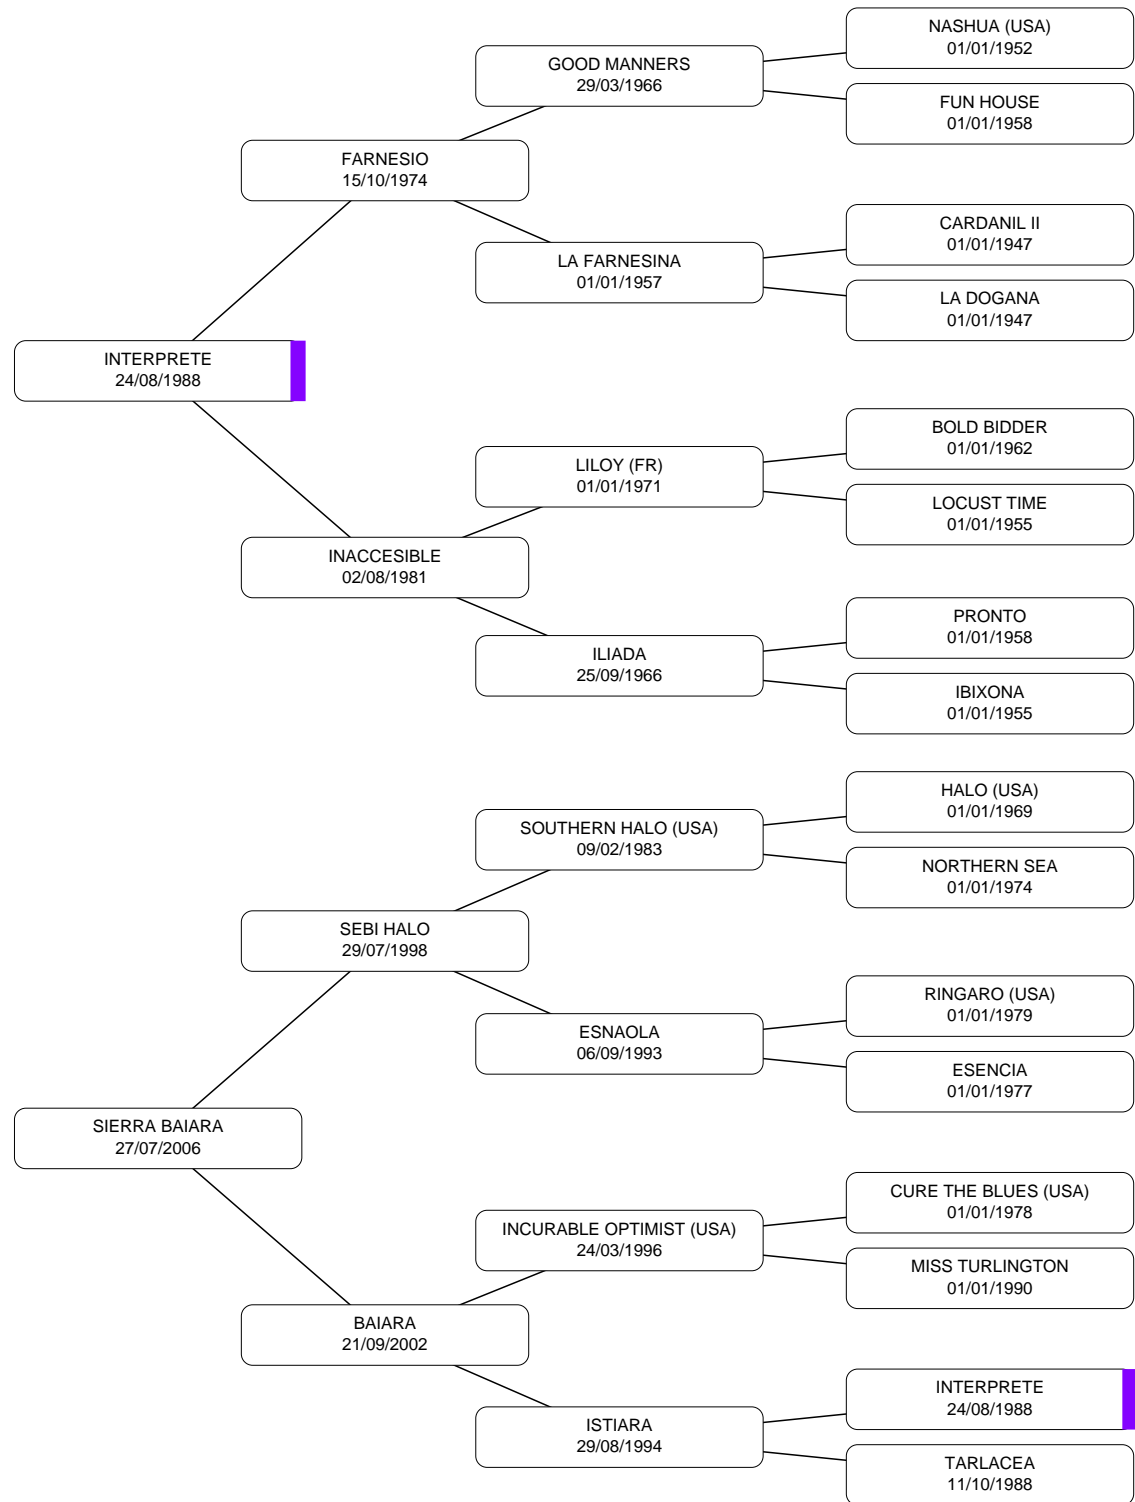 NASHUA (USA)
01/01/1952
GOOD MANNERS
29/03/1966
FUN HOUSE
01/01/1958
FARNESIO
15/10/1974
CARDANIL II
01/01/1947
LA FARNESINA
01/01/1957
LA DOGANA
01/01/1947
INTERPRETE
24/08/1988
BOLD BIDDER
01/01/1962
LILOY (FR)
01/01/1971
LOCUST TIME
01/01/1955
INACCESIBLE
02/08/1981
PRONTO
01/01/1958
ILIADA
25/09/1966
IBIXONA
01/01/1955
HALO (USA)
01/01/1969
SOUTHERN HALO (USA)
09/02/1983
NORTHERN SEA
01/01/1974
SEBI HALO
29/07/1998
RINGARO (USA)
01/01/1979
ESNAOLA
06/09/1993
ESENCIA
01/01/1977
SIERRA BAIARA
27/07/2006
CURE THE BLUES (USA)
01/01/1978
INCURABLE OPTIMIST (USA)
24/03/1996
MISS TURLINGTON
01/01/1990
BAIARA
21/09/2002
INTERPRETE
24/08/1988
ISTIARA
29/08/1994
TARLACEA
11/10/1988